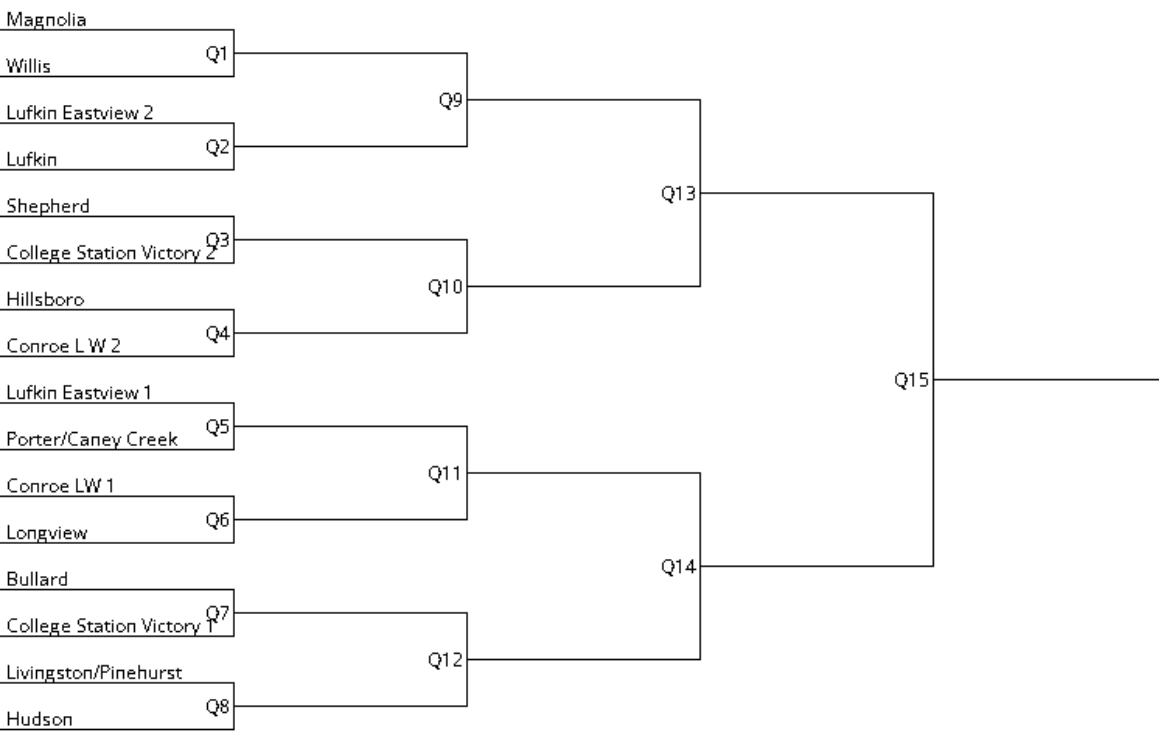 Magnolia
Q1
Willis
Q9
Lufkin Eastview 2
Q2
Lufkin
Q13
Shepherd
Q3
College Station Victory 2
Q10
Hillsboro
Q4
Conroe L W 2
Q15
Lufkin Eastview 1
Q5
Porter/Caney Creek
Q11
Conroe LW 1
Q6
Longview
Q14
Bullard
Q7
College Station Victory 1
Q12
Livingston/Pinehurst
Q8
Hudson